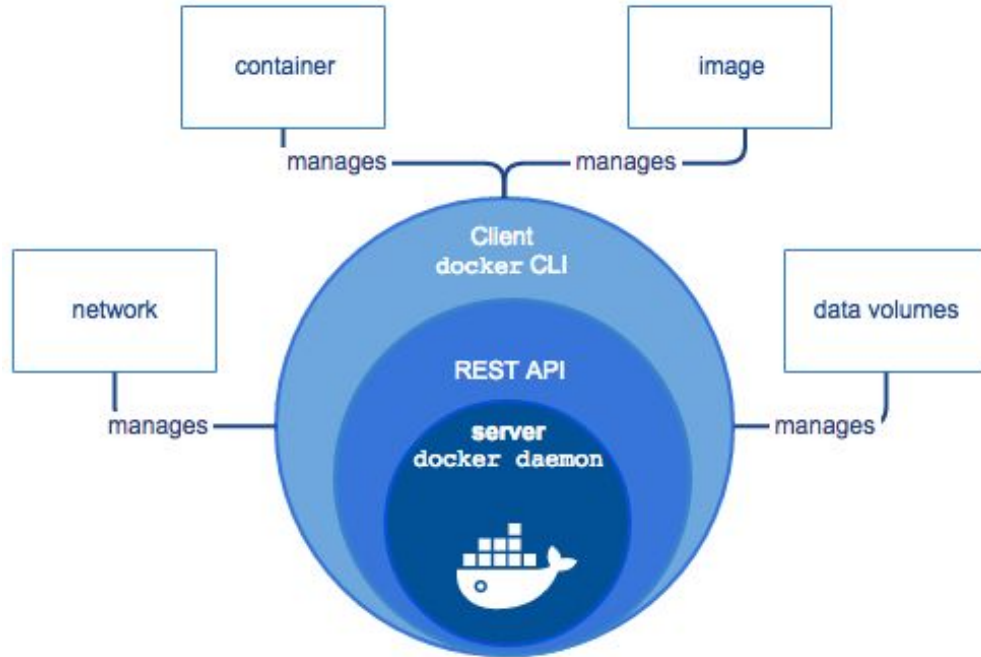 container
image
manages
manages
Client
docker CLI
network
data volumes
REST API
manages
manages
server
docker daemon